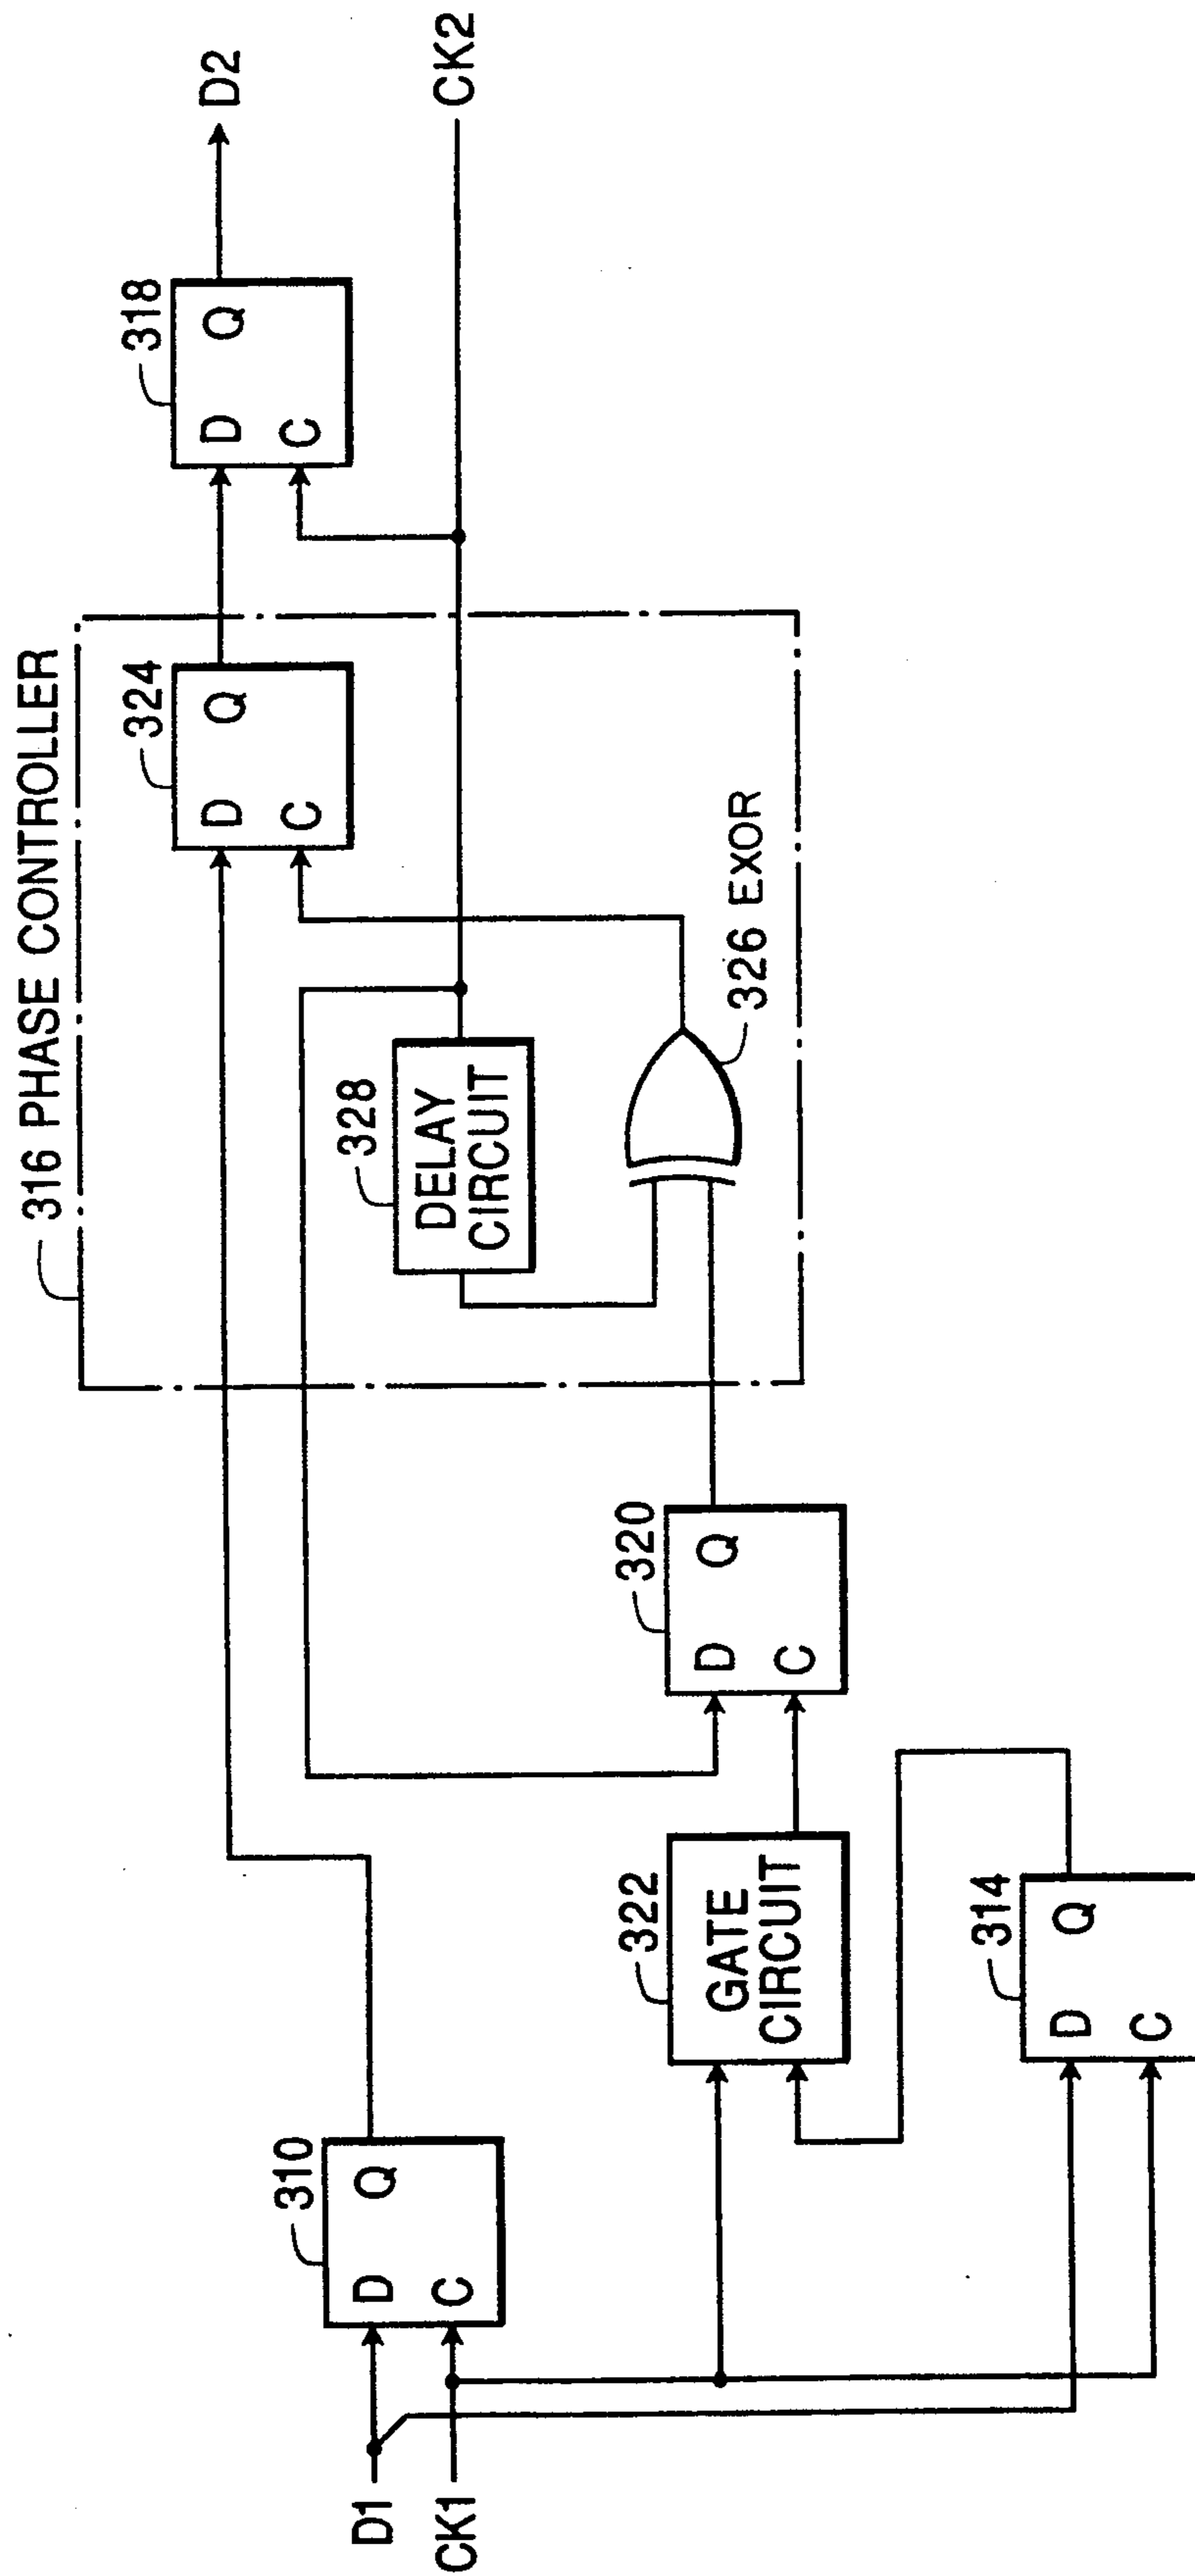 316 PHASE CONTROLLER
318
D2
D Q
C
324
D Q
C
CK2
328
DELAY
CIRCUIT
326 EXOR
320
D Q
C
322
GATE
CIRCUIT
314
D Q
C
310
D Q
C
D1
CK1